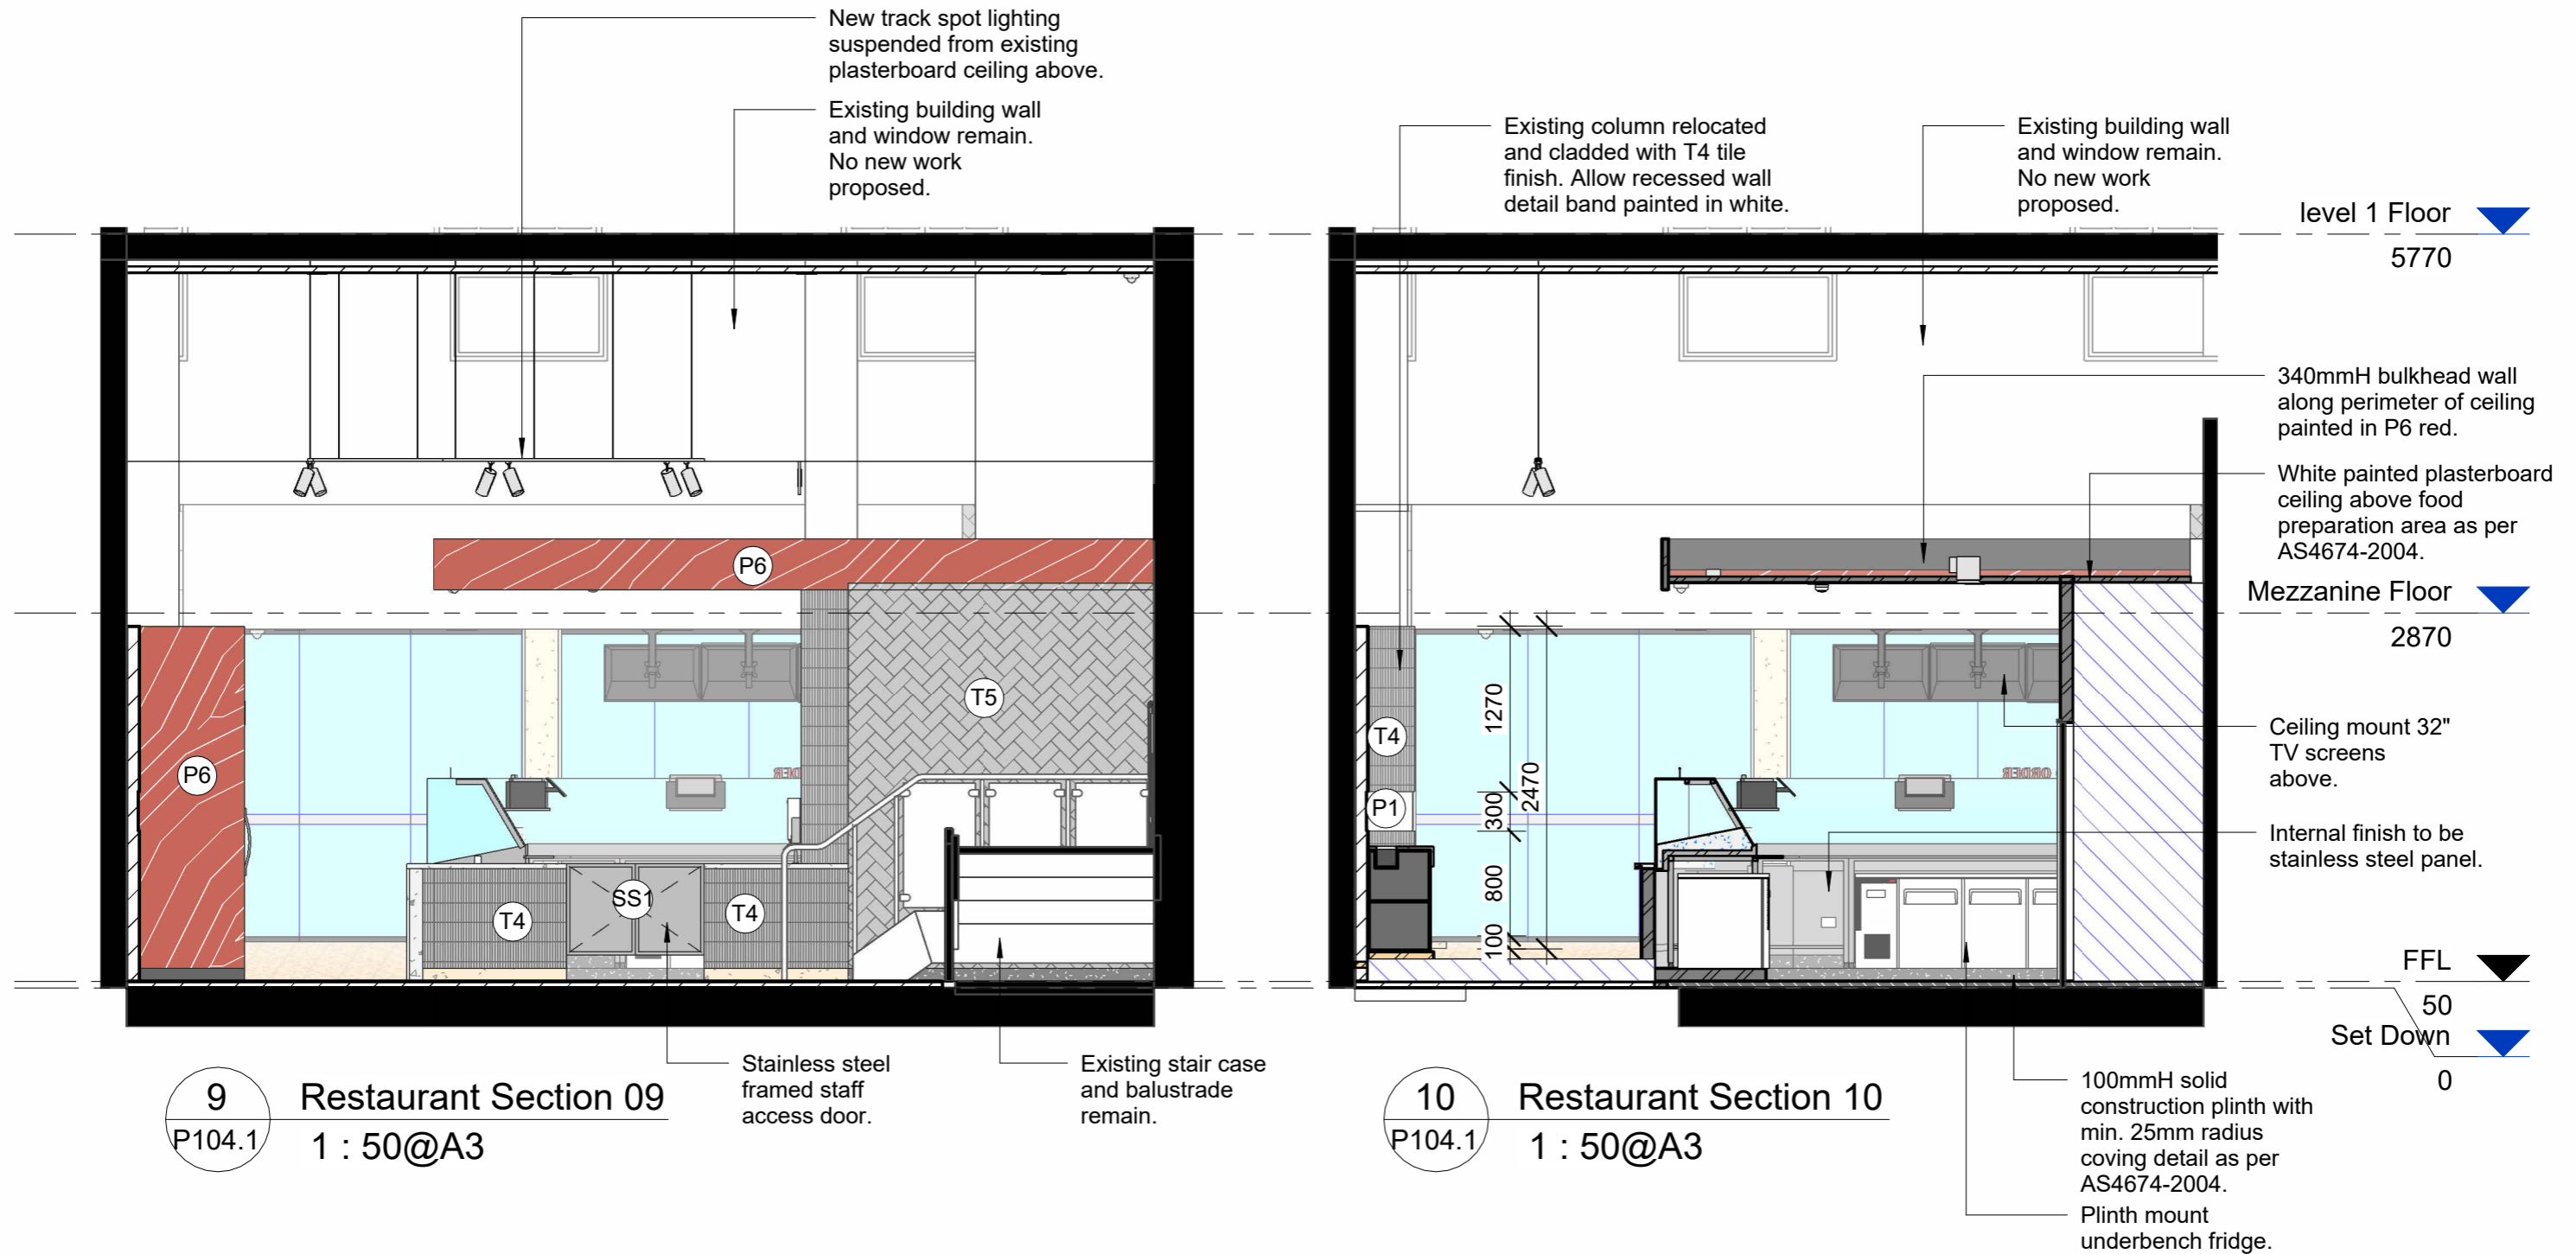 New track spot lighting
suspended from existing
plasterboard ceiling above.
Existing building wall
and window remain.
No new work
proposed.
Existing column relocated
and cladded with T4 tile
finish. Allow recessed wall
detail band painted in white.
Existing building wall
and window remain.
No new work
proposed.
level 1 Floor
5770
340mmH bulkhead wall
along perimeter of ceiling
painted in P6 red.
White painted plasterboard
ceiling above food
preparation area as per
AS4674-2004.
Mezzanine Floor
2870
P6
T5
P6
T4
SS1
T4
T4
P1
1270
300
2470
800
100
ORDER
Ceiling mount 32"
TV screens
above.
Internal finish to be
stainless steel panel.
FFL
50
Set Down
0
Stainless steel
framed staff
access door.
Existing stair case
and balustrade
remain.
100mmH solid
construction plinth with
min. 25mm radius
coving detail as per
AS4674-2004.
Plinth mount
underbench fridge.
9
P104.1
Restaurant Section 09
1 : 50@A3
10
P104.1
Restaurant Section 10
1 : 50@A3